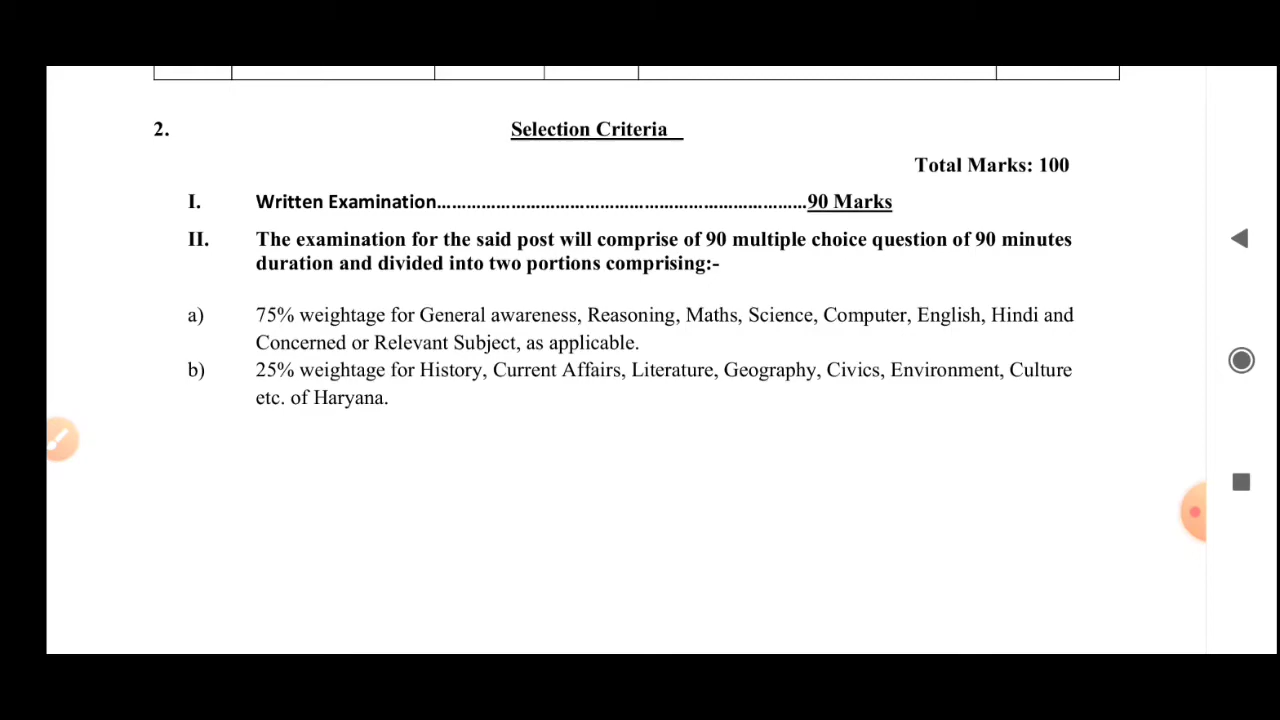 2. Selection Criteria
Total Marks: 100
I. Written Examination……………………………………………………………………90 Marks
II. The examination for the said post will comprise of 90 multiple choice question of 90 minutes
duration and divided into two portions comprising:-
a) 75% weightage for General awareness, Reasoning, Maths, Science, Computer, English, Hindi and
Concerned or Relevant Subject, as applicable.
b) 25% weightage for History, Current Affairs, Literature, Geography, Civics, Environment, Culture
etc. of Haryana.